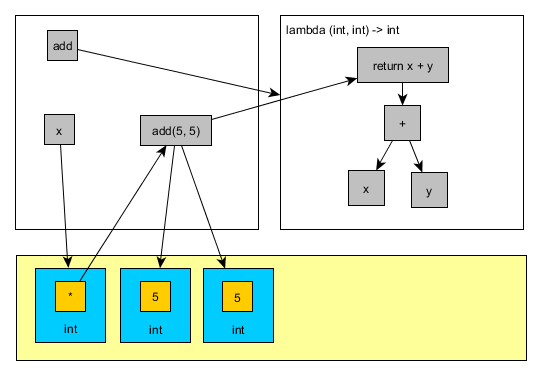 add
x
add(5, 5)
lambda (int, int) -> int
return x + y
+
x
y
*
int
5
int
5
int